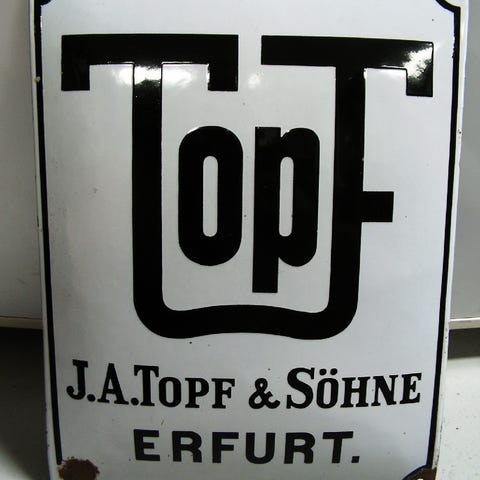 Topf
J.A.TOPF & SÖHNE
ERFURT.